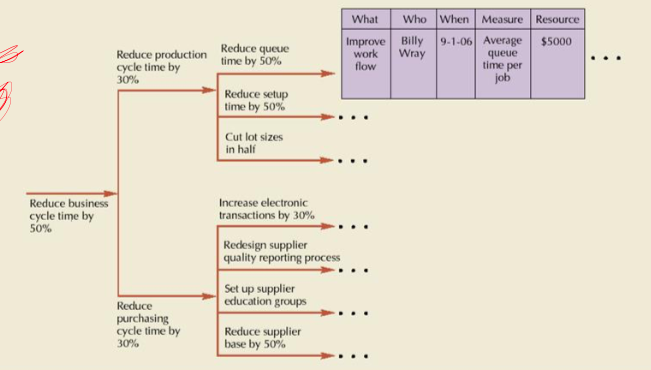 What Who When Measure Resource
Improve work flow Billy Wray 9-1-06 Average queue time per job $5000
Reduce production
cycle time by
30%
Reduce queue
time by 50%
Reduce setup
time by 50%
Cut lot sizes
in half
Reduce business
cycle time by
50%
Increase electronic
transactions by 30%
Redesign supplier
quality reporting process
Set up supplier
education groups
Reduce supplier
base by 50%
Reduce
purchasing
cycle time by
30%